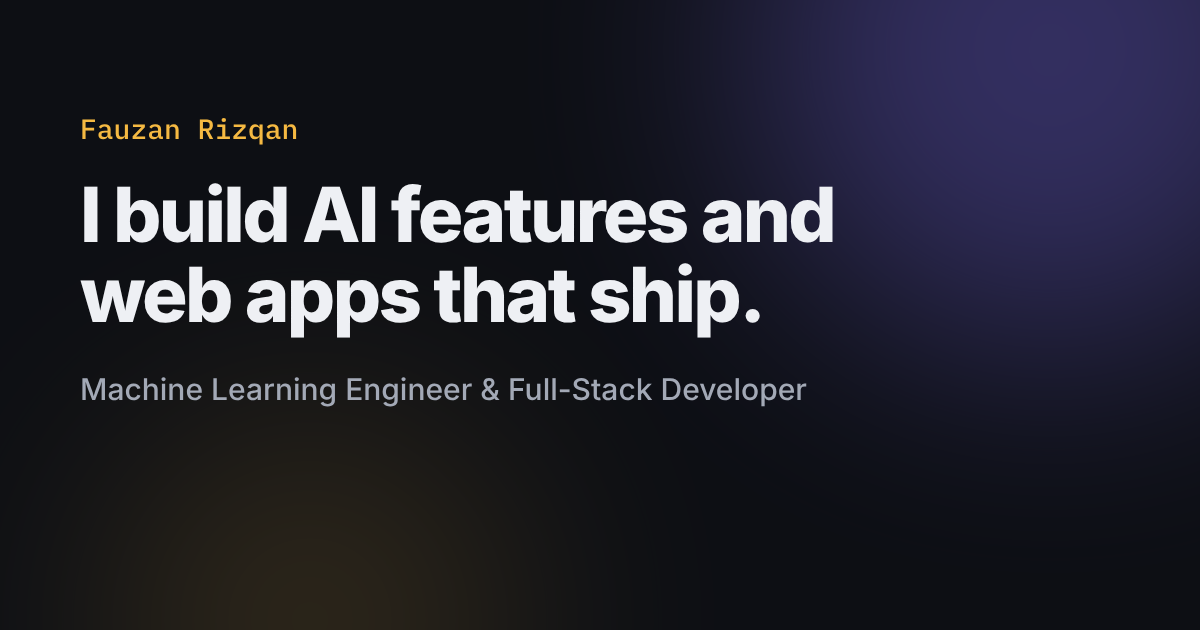 Fauzan Rizqan
I build AI features and
web apps that ship.
Machine Learning Engineer & Full-Stack Developer